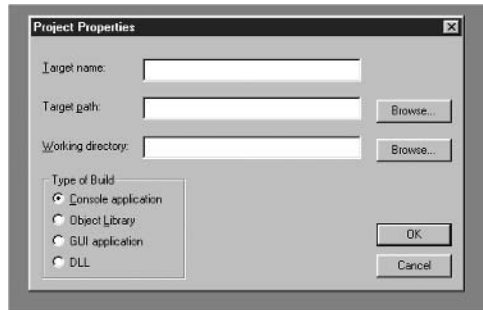 Project Properties
Target name:
Target path:
Browse...
Working directory:
Browse...
Type of Build
Console application
Object Library
GUI application
DLL
OK
Cancel